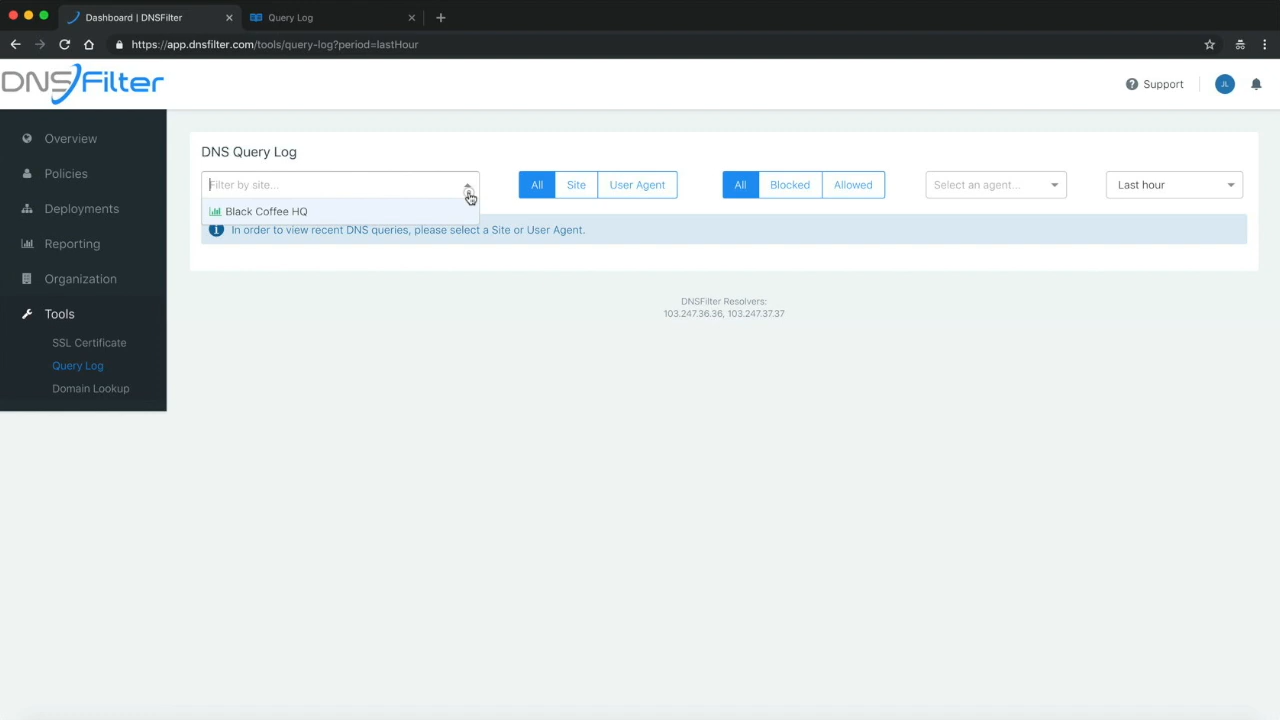 Dashboard | DNSFilter
Query Log
https://app.dnsfilter.com/tools/query-log?period=lastHour
DNSFilter
Support
JL
Overview
Policies
Deployments
Reporting
Organization
Tools
SSL Certificate
Query Log
Domain Lookup
DNS Query Log
Filter by site...
All Site User Agent
All Blocked Allowed
Select an agent...
Last hour
Black Coffee HQ
In order to view recent DNS queries, please select a Site or User Agent.
DNSFilter Resolvers:
103.247.36.36, 103.247.37.37